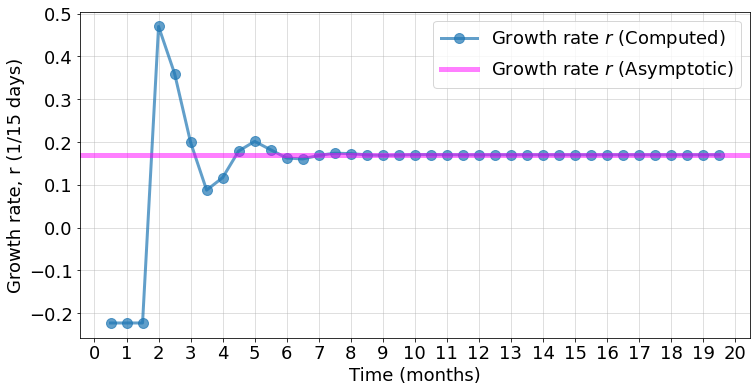 Growth rate, r (1/15 days)
0.5
0.4
0.3
0.2
0.1
0.0
−0.1
−0.2
Growth rate r (Computed)
Growth rate r (Asymptotic)
0 1 2 3 4 5 6 7 8 9 10 11 12 13 14 15 16 17 18 19 20
Time (months)